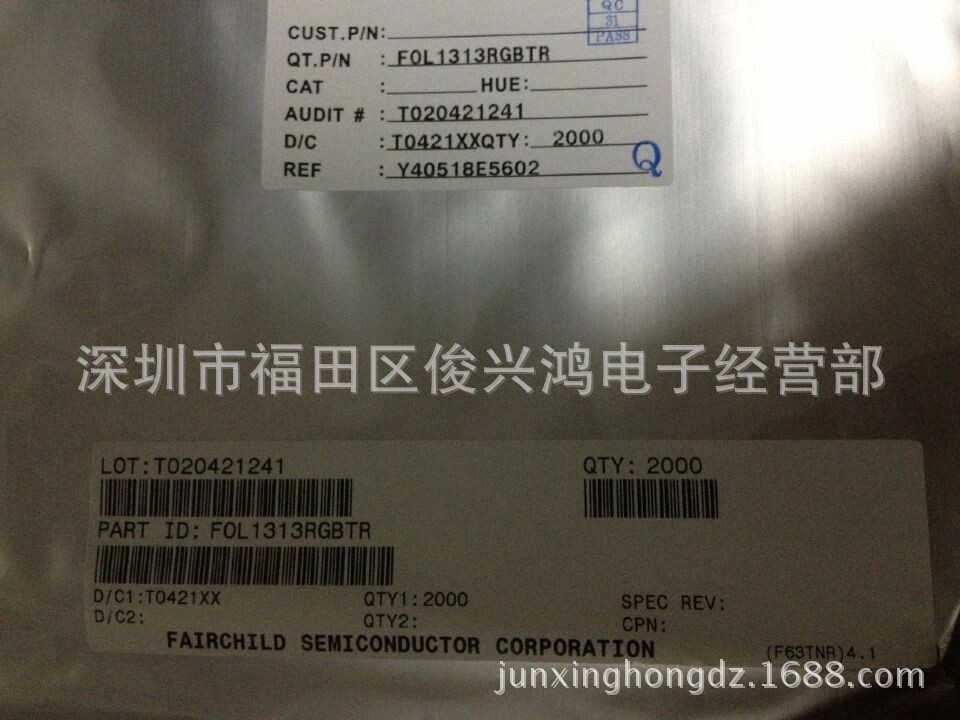 QC
31
PASS
CUST.P/N:
QT.P/N : FOL1313RGBTR
CAT : HUE:
AUDIT # : T020421241
D/C : T0421XXQTY: 2000
REF : Y40518E5602
Q
深圳市福田区俊兴鸿电子经营部
LOT:T020421241 QTY: 2000
PART ID: FOL1313RGBTR
D/C1:T0421XX QTY1:2000 SPEC REV:
D/C2: QTY2: CPN:
FAIRCHILD SEMICONDUCTOR CORPORATION (F63TNR)4.1
junxinghongdz.1688.com